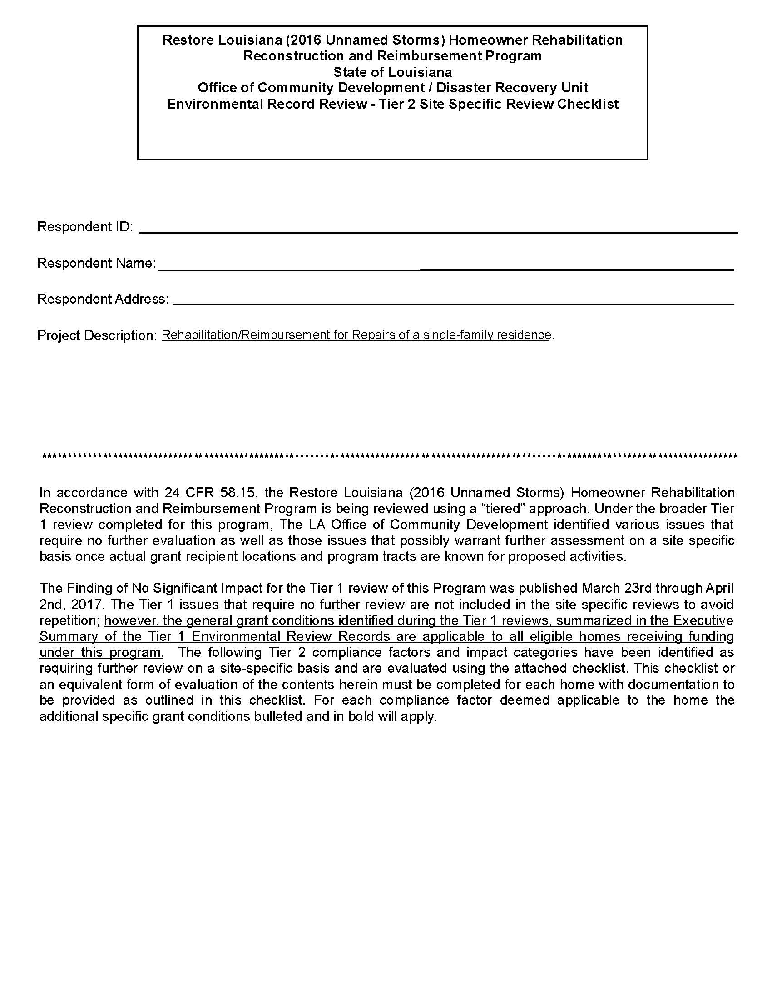 Restore Louisiana (2016 Unnamed Storms) Homeowner Rehabilitation
Reconstruction and Reimbursement Program
State of Louisiana
Office of Community Development / Disaster Recovery Unit
Environmental Record Review - Tier 2 Site Specific Review Checklist
Respondent ID:
Respondent Name:
Respondent Address:
Project Description: Rehabilitation/Reimbursement for Repairs of a single-family residence.
******************************************************************************************************************************************
In accordance with 24 CFR 58.15, the Restore Louisiana (2016 Unnamed Storms) Homeowner Rehabilitation
Reconstruction and Reimbursement Program is being reviewed using a “tiered” approach. Under the broader Tier
1 review completed for this program, The LA Office of Community Development identified various issues that
require no further evaluation as well as those issues that possibly warrant further assessment on a site specific
basis once actual grant recipient locations and program tracts are known for proposed activities.
The Finding of No Significant Impact for the Tier 1 review of this Program was published March 23rd through April
2nd, 2017. The Tier 1 issues that require no further review are not included in the site specific reviews to avoid
repetition; however, the general grant conditions identified during the Tier 1 reviews, summarized in the Executive
Summary of the Tier 1 Environmental Review Records are applicable to all eligible homes receiving funding
under this program. The following Tier 2 compliance factors and impact categories have been identified as
requiring further review on a site-specific basis and are evaluated using the attached checklist. This checklist or
an equivalent form of evaluation of the contents herein must be completed for each home with documentation to
be provided as outlined in this checklist. For each compliance factor deemed applicable to the home the
additional specific grant conditions bulleted and in bold will apply.